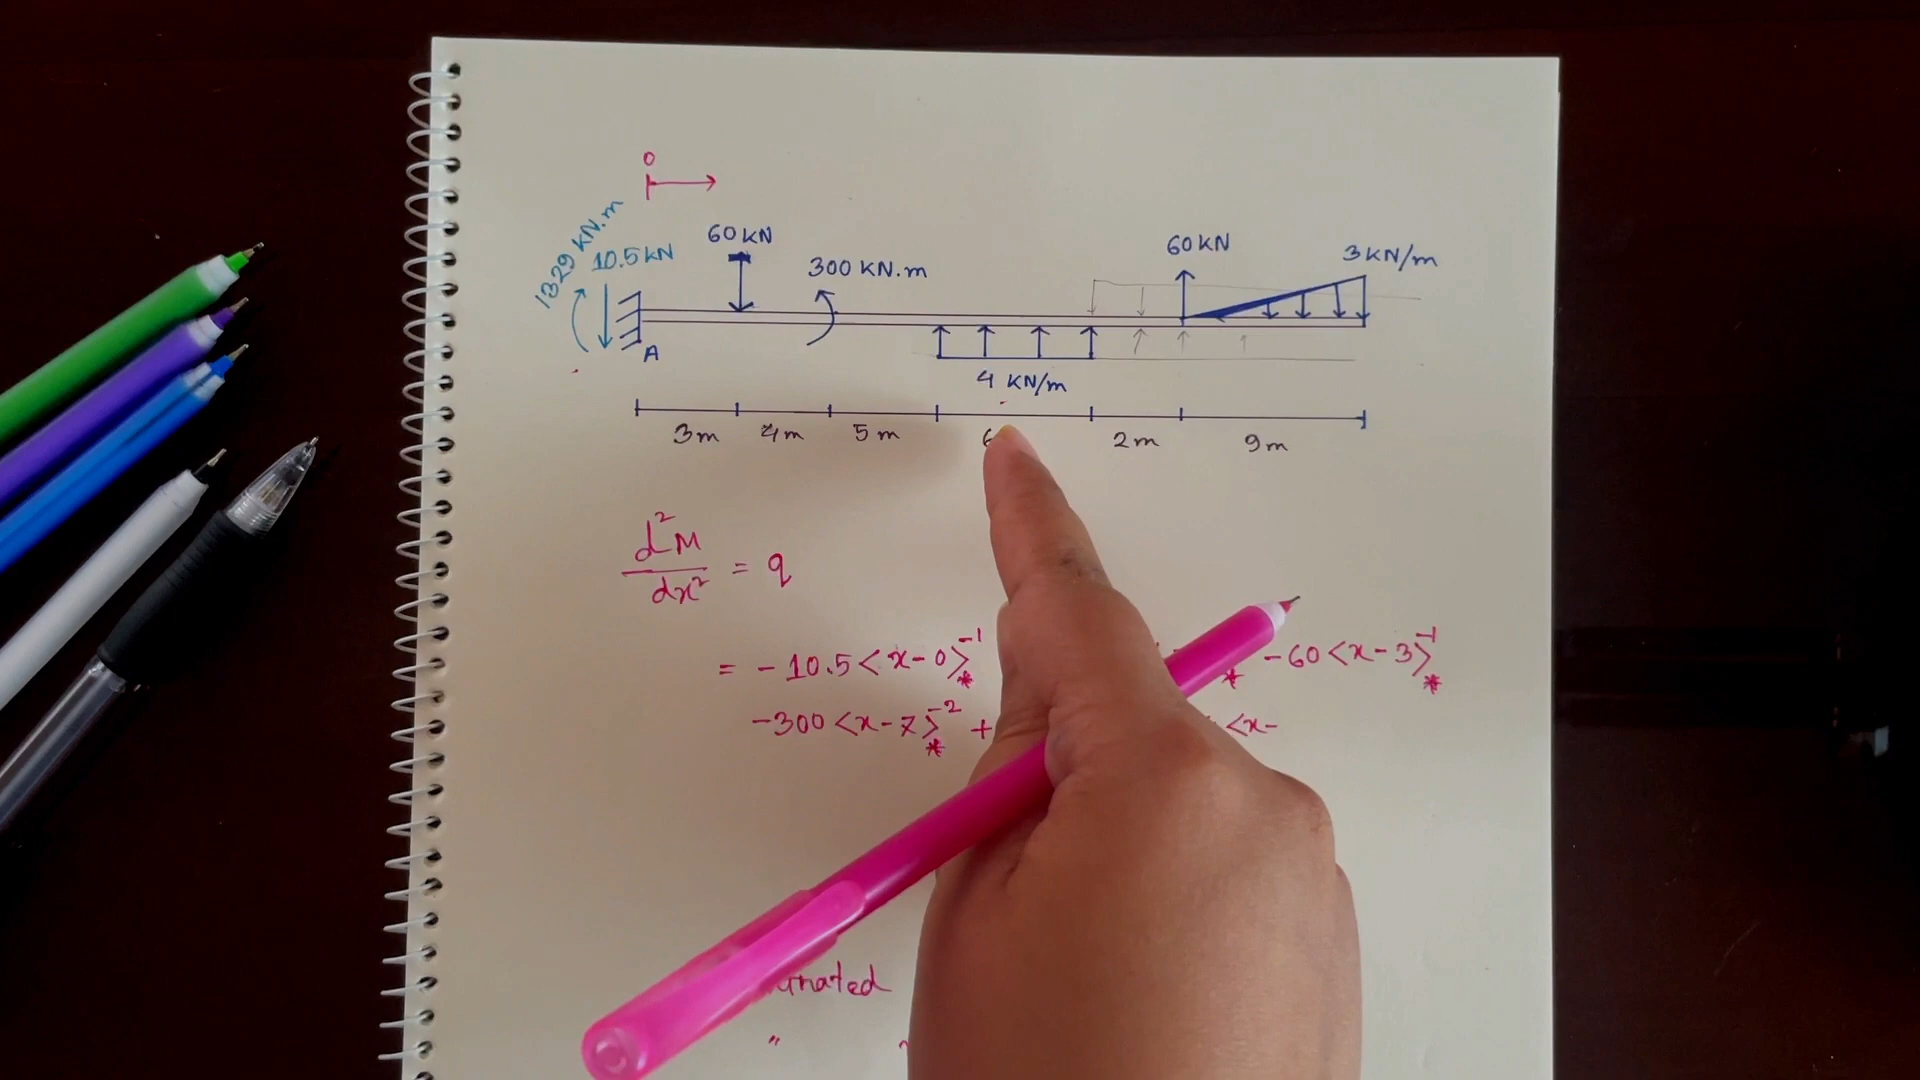 0
1329 KN.m
10.5 KN
60 KN
300 KN.m
60 KN
3 KN/m
A
4 KN/m
3m 4m 5m 6 2m 9m
d²M/dx² = q
= -10.5<x-0>⁻¹* * -60<x-3>⁻¹*
-300<x-7>⁻²* + <x-
"